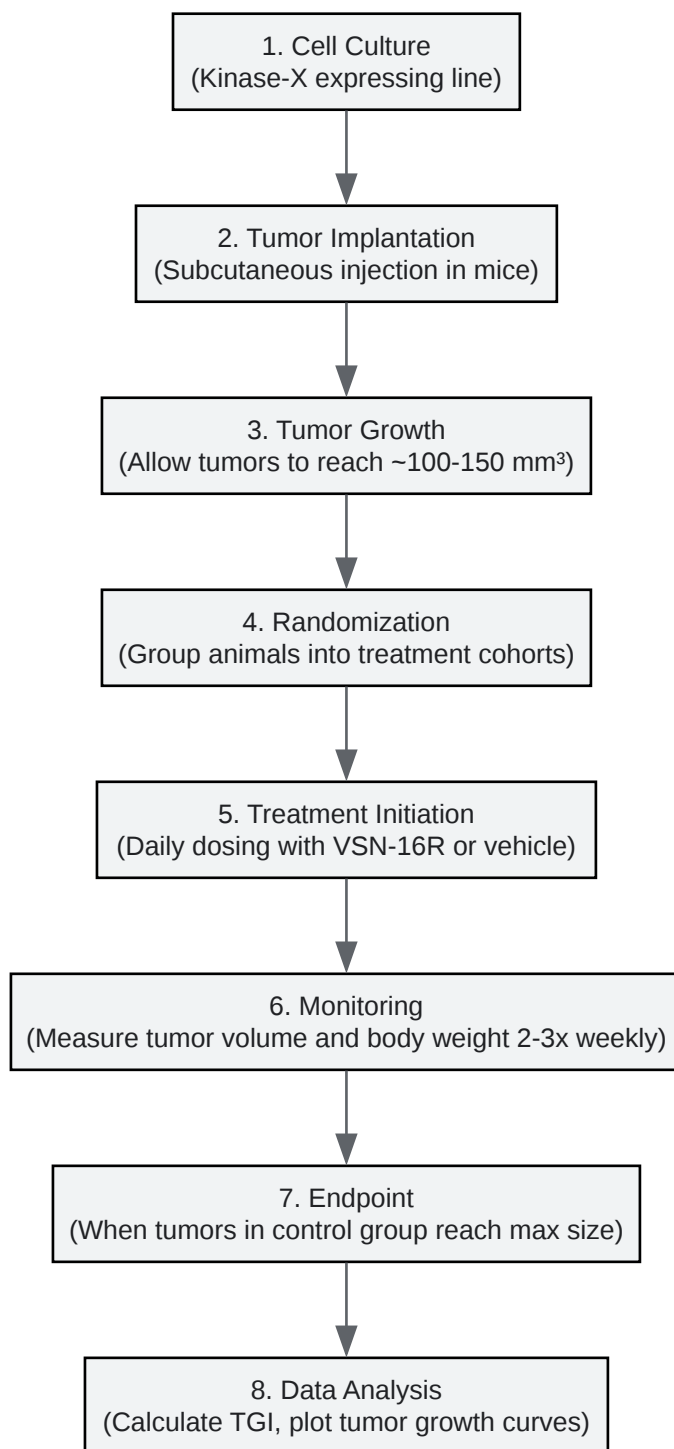 1. Cell Culture
(Kinase-X expressing line)
2. Tumor Implantation
(Subcutaneous injection in mice)
3. Tumor Growth
(Allow tumors to reach ~100-150 mm³)
4. Randomization
(Group animals into treatment cohorts)
5. Treatment Initiation
(Daily dosing with VSN-16R or vehicle)
6. Monitoring
(Measure tumor volume and body weight 2-3x weekly)
7. Endpoint
(When tumors in control group reach max size)
8. Data Analysis
(Calculate TGI, plot tumor growth curves)